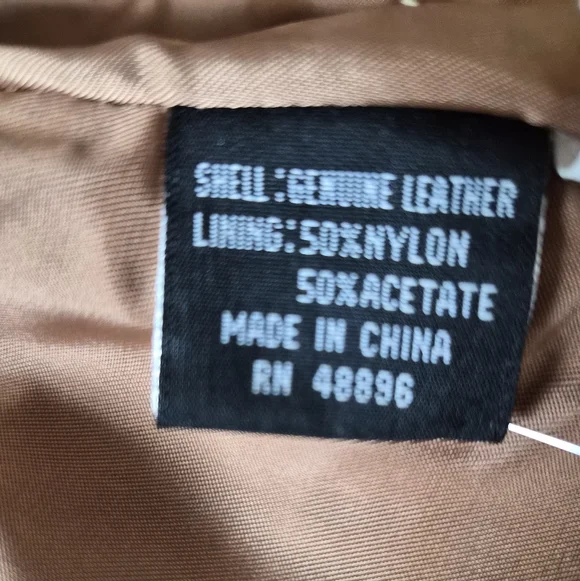 SHELL:GENUINE LEATHER
LINING:50%NYLON
50%ACETATE
MADE IN CHINA
RN 48896